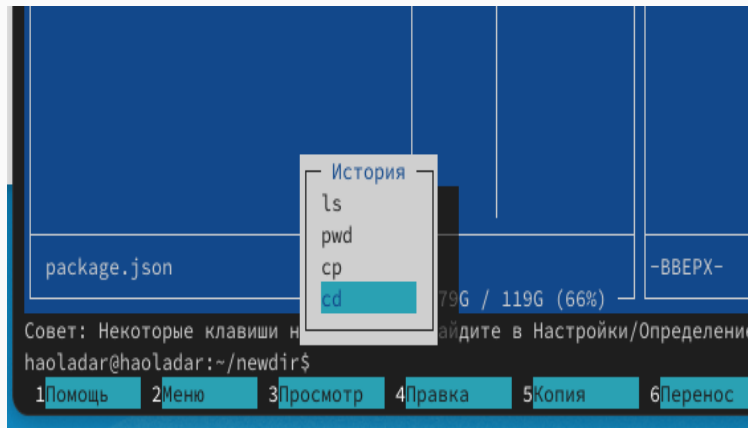 История
ls
pwd
package.json
cp
-ВВЕРХ-
cd
79G / 119G (66%)
Совет: Некоторые клавиши н айдите в Настройки/Определени
haoladar@haoladar:~/newdir$
1Помощь 2Меню 3Просмотр 4Правка 5Копия 6Перенос